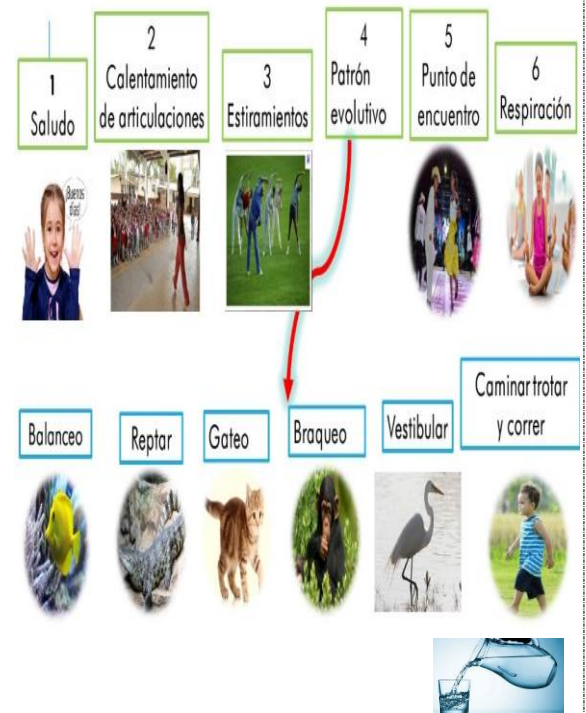 1
Saludo
2
Calentamiento
de articulaciones
3
Estiramientos
4
Patrón
evolutivo
5
Punto de
encuentro
6
Respiración
¡Buenos
días!
Balanceo
Reptar
Gateo
Braqueo
Vestibular
Caminar trotar
y correr